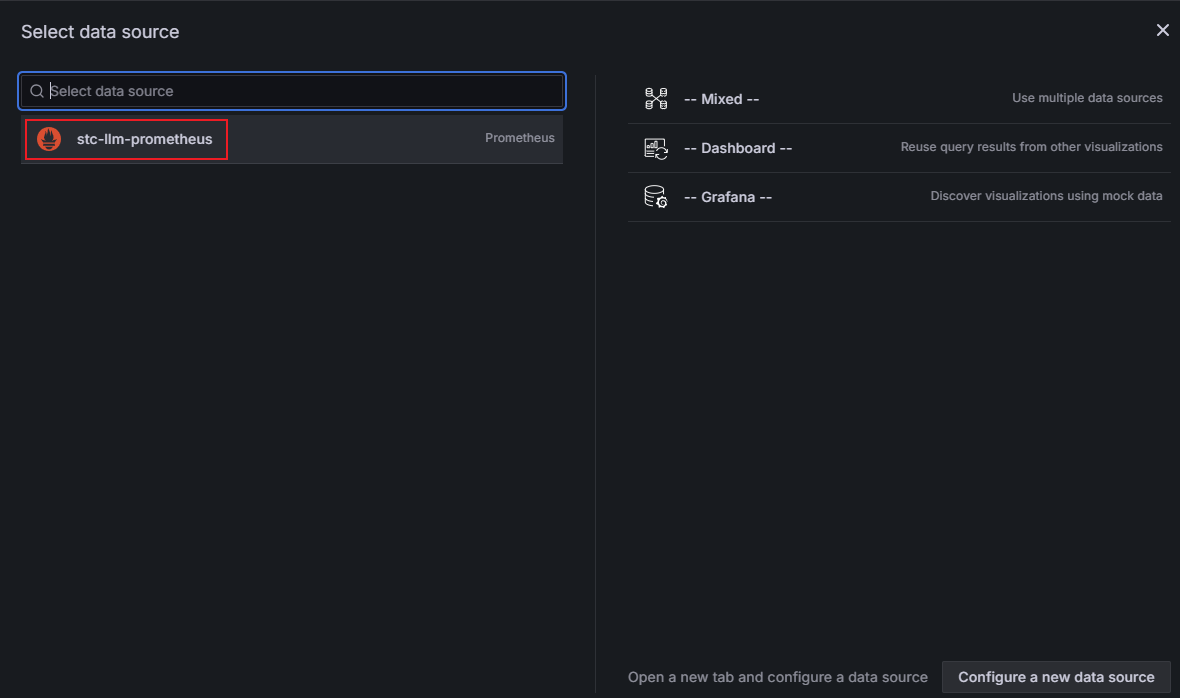 Select data source
Select data source
stc-llm-prometheus Prometheus
-- Mixed -- Use multiple data sources
-- Dashboard -- Reuse query results from other visualizations
-- Grafana -- Discover visualizations using mock data
Open a new tab and configure a data source Configure a new data source